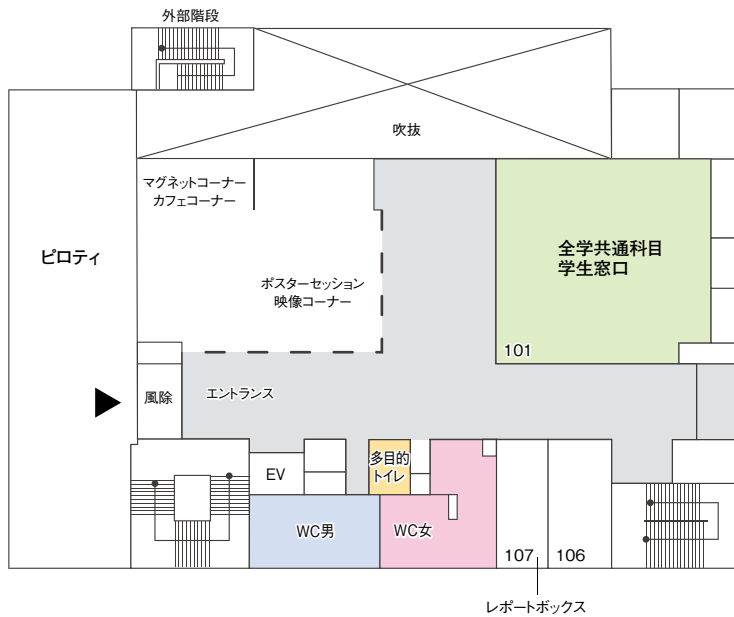 外部階段
吹抜
マグネットコーナー
カフェコーナー
ピロティ
全学共通科目
学生窓口
ポスターセッション
映像コーナー
101
風除
エントランス
EV
多目的
トイレ
WC男
WC女
107
106
レポートボックス